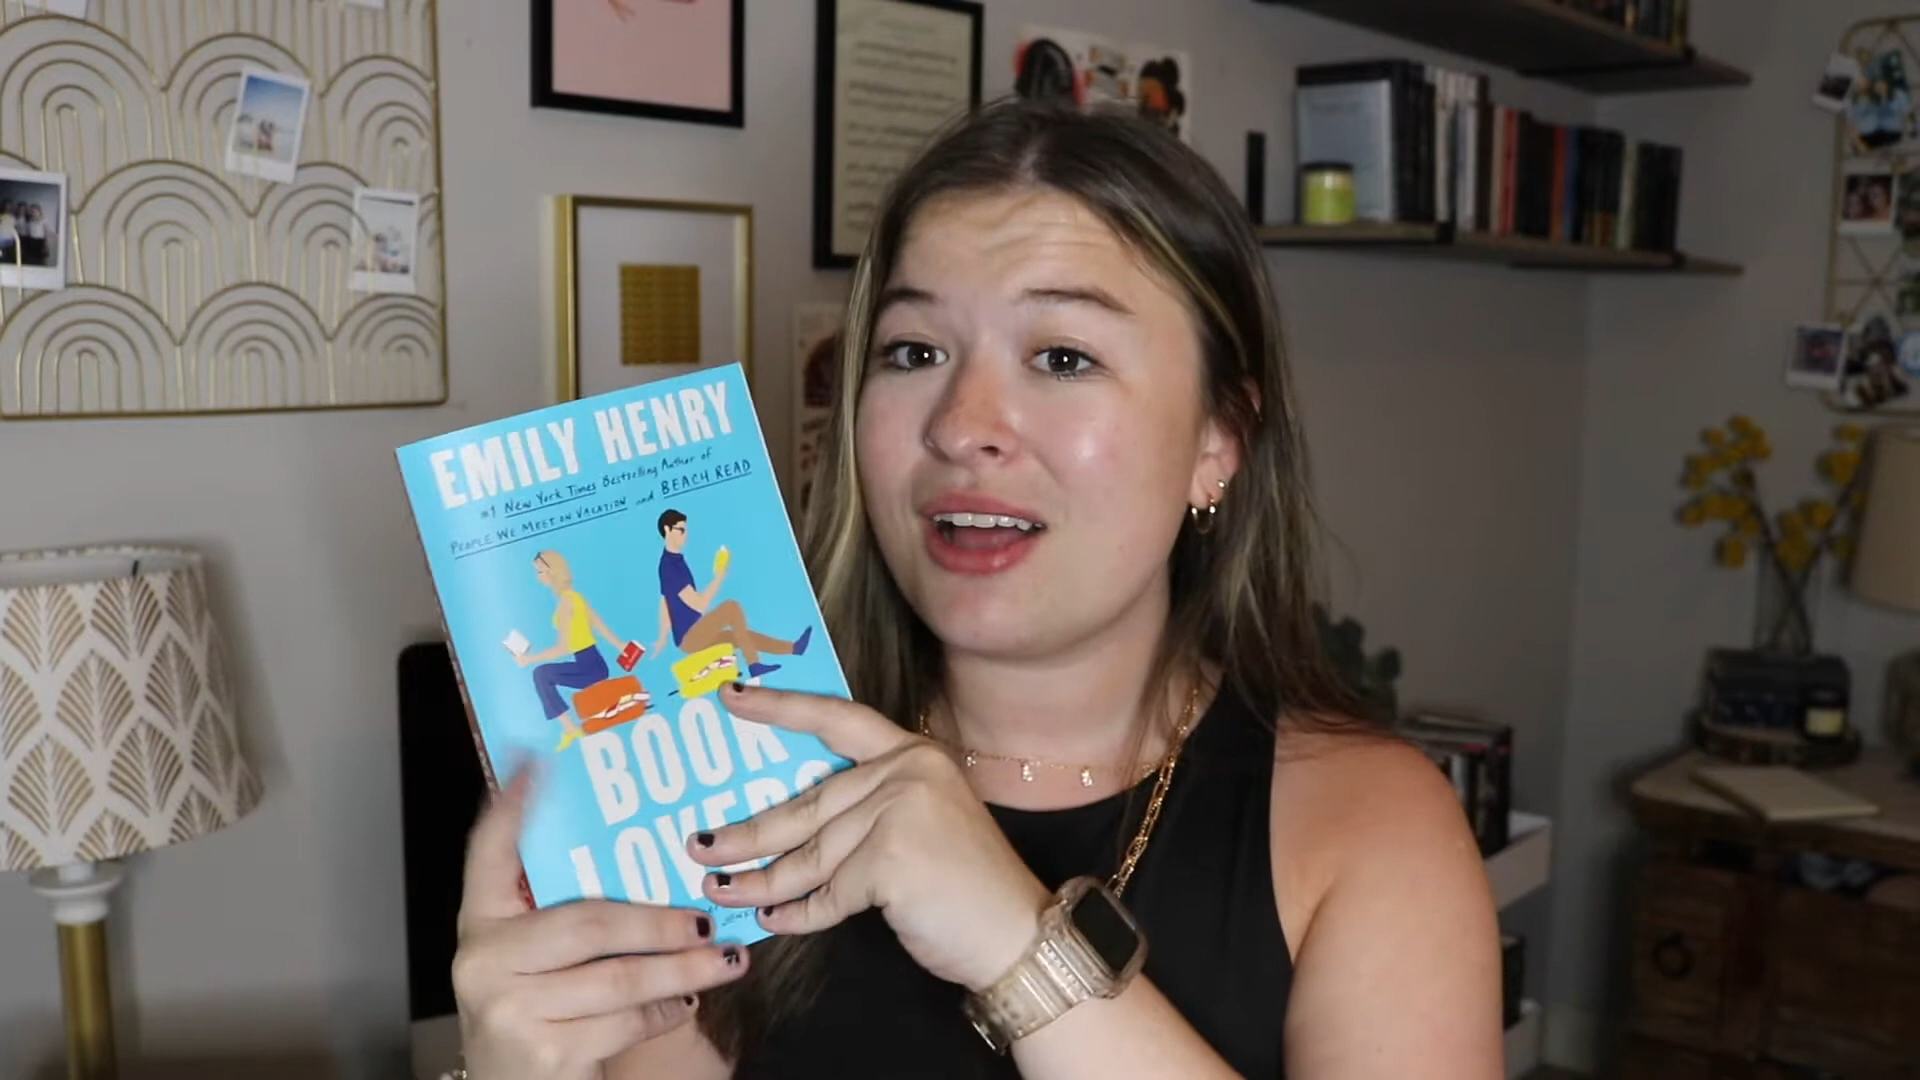 EMILY HENRY
#1 New York Times Bestselling Author of
PEOPLE WE MEET ON VACATION and BEACH READ
BOOK
LOVERS